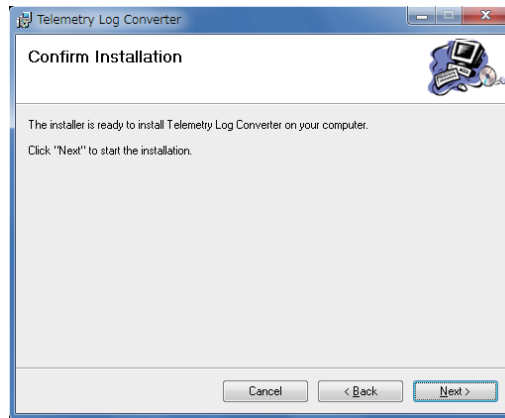 Telemetry Log Converter
Confirm Installation
The installer is ready to install Telemetry Log Converter on your computer.
Click "Next" to start the installation.
Cancel
< Back
Next >